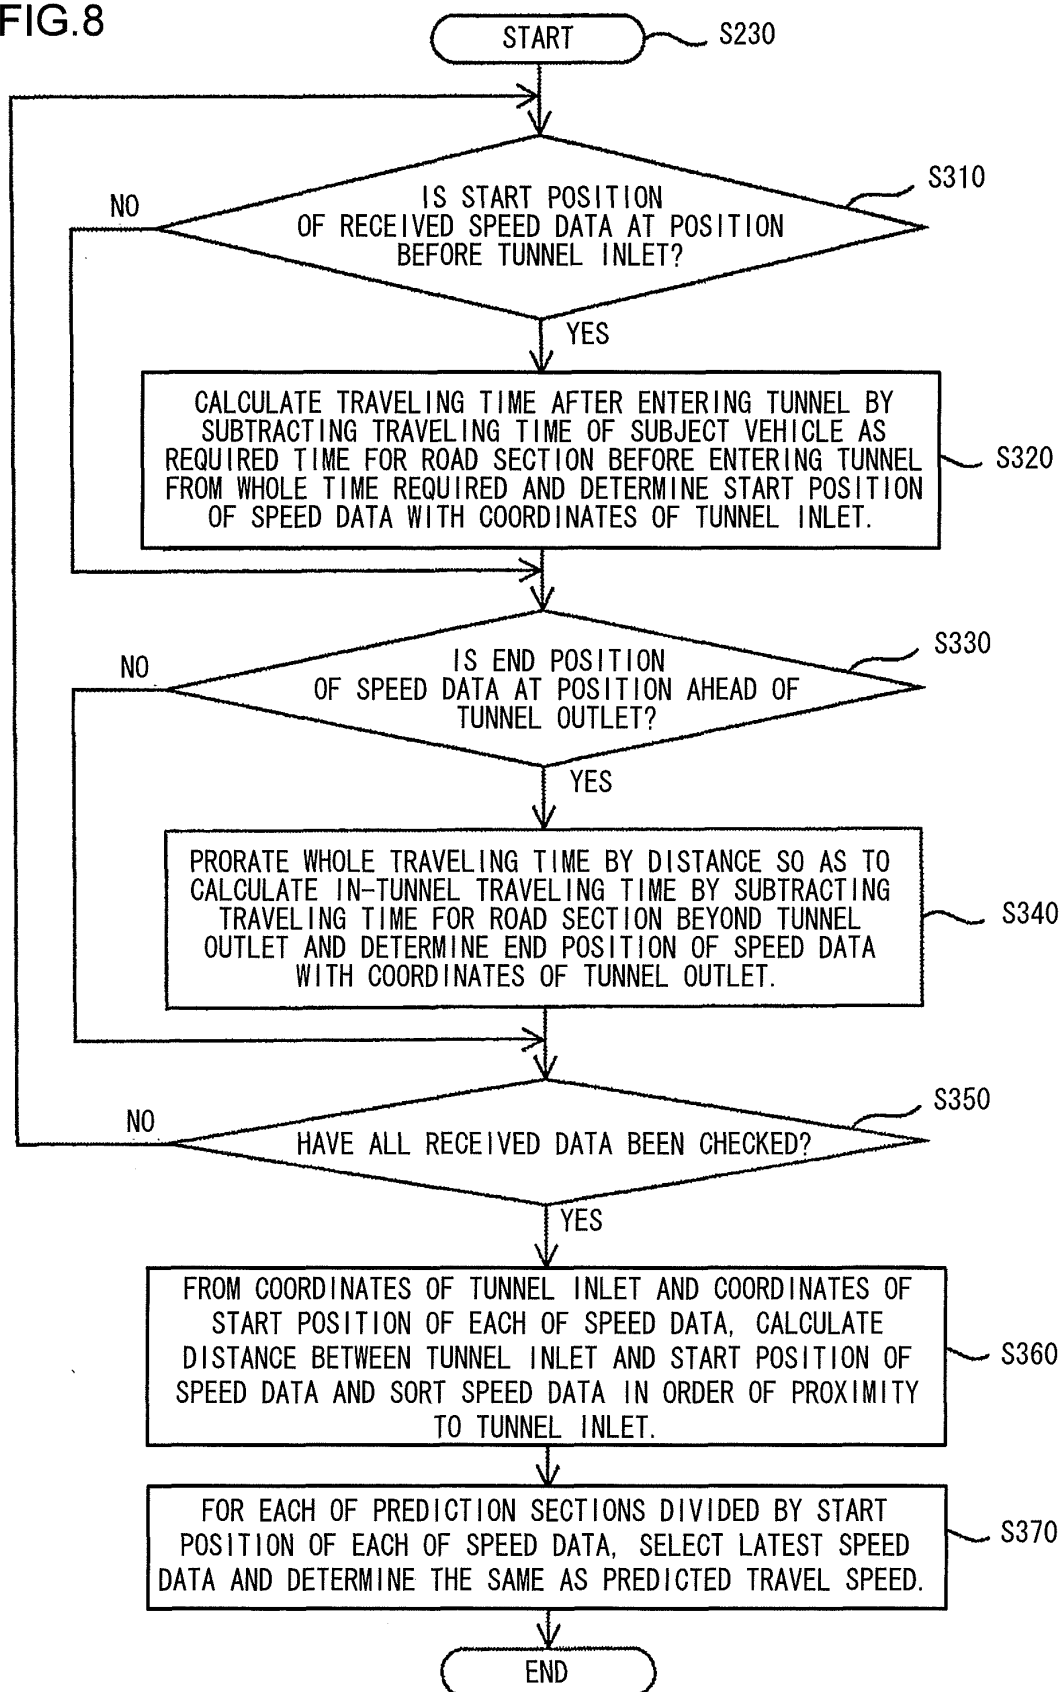 FIG.8
START
S230
S310
NO
IS START POSITION
OF RECEIVED SPEED DATA AT POSITION
BEFORE TUNNEL INLET?
YES
CALCULATE TRAVELING TIME AFTER ENTERING TUNNEL BY
SUBTRACTING TRAVELING TIME OF SUBJECT VEHICLE AS
REQUIRED TIME FOR ROAD SECTION BEFORE ENTERING TUNNEL
FROM WHOLE TIME REQUIRED AND DETERMINE START POSITION
OF SPEED DATA WITH COORDINATES OF TUNNEL INLET.
S320
S330
NO
IS END POSITION
OF SPEED DATA AT POSITION AHEAD OF
TUNNEL OUTLET?
YES
PRORATE WHOLE TRAVELING TIME BY DISTANCE SO AS TO
CALCULATE IN-TUNNEL TRAVELING TIME BY SUBTRACTING
TRAVELING TIME FOR ROAD SECTION BEYOND TUNNEL
OUTLET AND DETERMINE END POSITION OF SPEED DATA
WITH COORDINATES OF TUNNEL OUTLET.
S340
S350
NO
HAVE ALL RECEIVED DATA BEEN CHECKED?
YES
FROM COORDINATES OF TUNNEL INLET AND COORDINATES OF
START POSITION OF EACH OF SPEED DATA, CALCULATE
DISTANCE BETWEEN TUNNEL INLET AND START POSITION OF
SPEED DATA AND SORT SPEED DATA IN ORDER OF PROXIMITY
TO TUNNEL INLET.
S360
FOR EACH OF PREDICTION SECTIONS DIVIDED BY START
POSITION OF EACH OF SPEED DATA, SELECT LATEST SPEED
DATA AND DETERMINE THE SAME AS PREDICTED TRAVEL SPEED.
S370
END